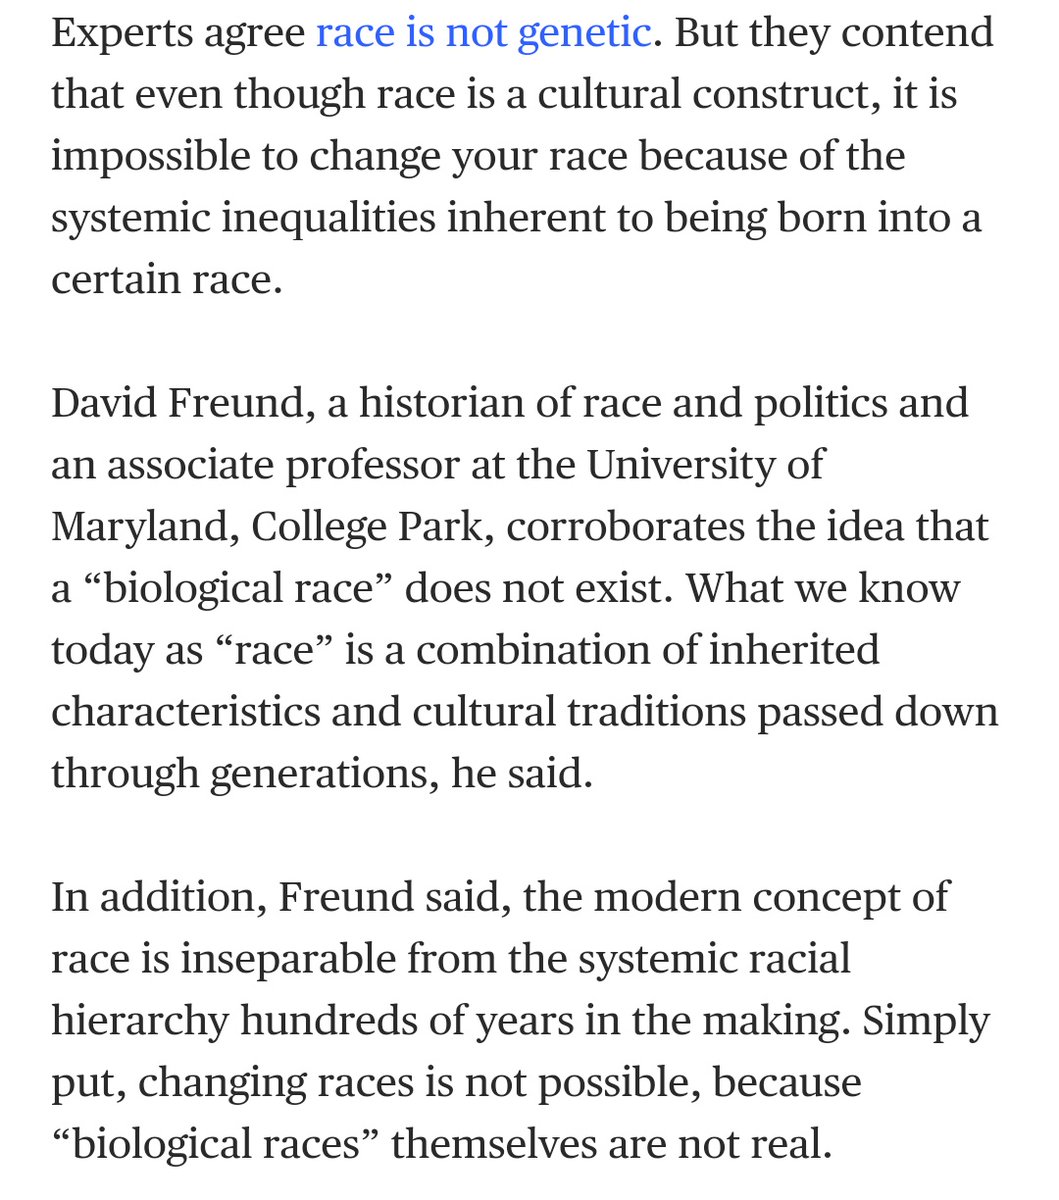 Experts agree race is not genetic. But they contend
that even though race is a cultural construct, it is
impossible to change your race because of the
systemic inequalities inherent to being born into a
certain race.
David Freund, a historian of race and politics and
an associate professor at the University of
Maryland, College Park, corroborates the idea that
a “biological race” does not exist. What we know
today as “race” is a combination of inherited
characteristics and cultural traditions passed down
through generations, he said.
In addition, Freund said, the modern concept of
race is inseparable from the systemic racial
hierarchy hundreds of years in the making. Simply
put, changing races is not possible, because
“biological races” themselves are not real.